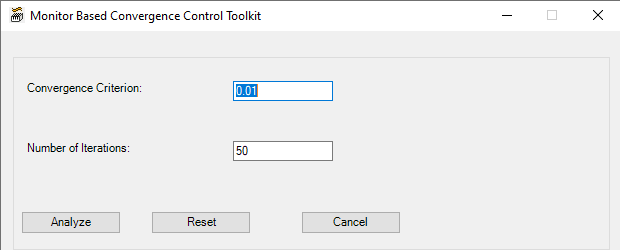 Monitor Based Convergence Control Toolkit
Convergence Criterion: 0.01
Number of Iterations: 50
Analyze Reset Cancel